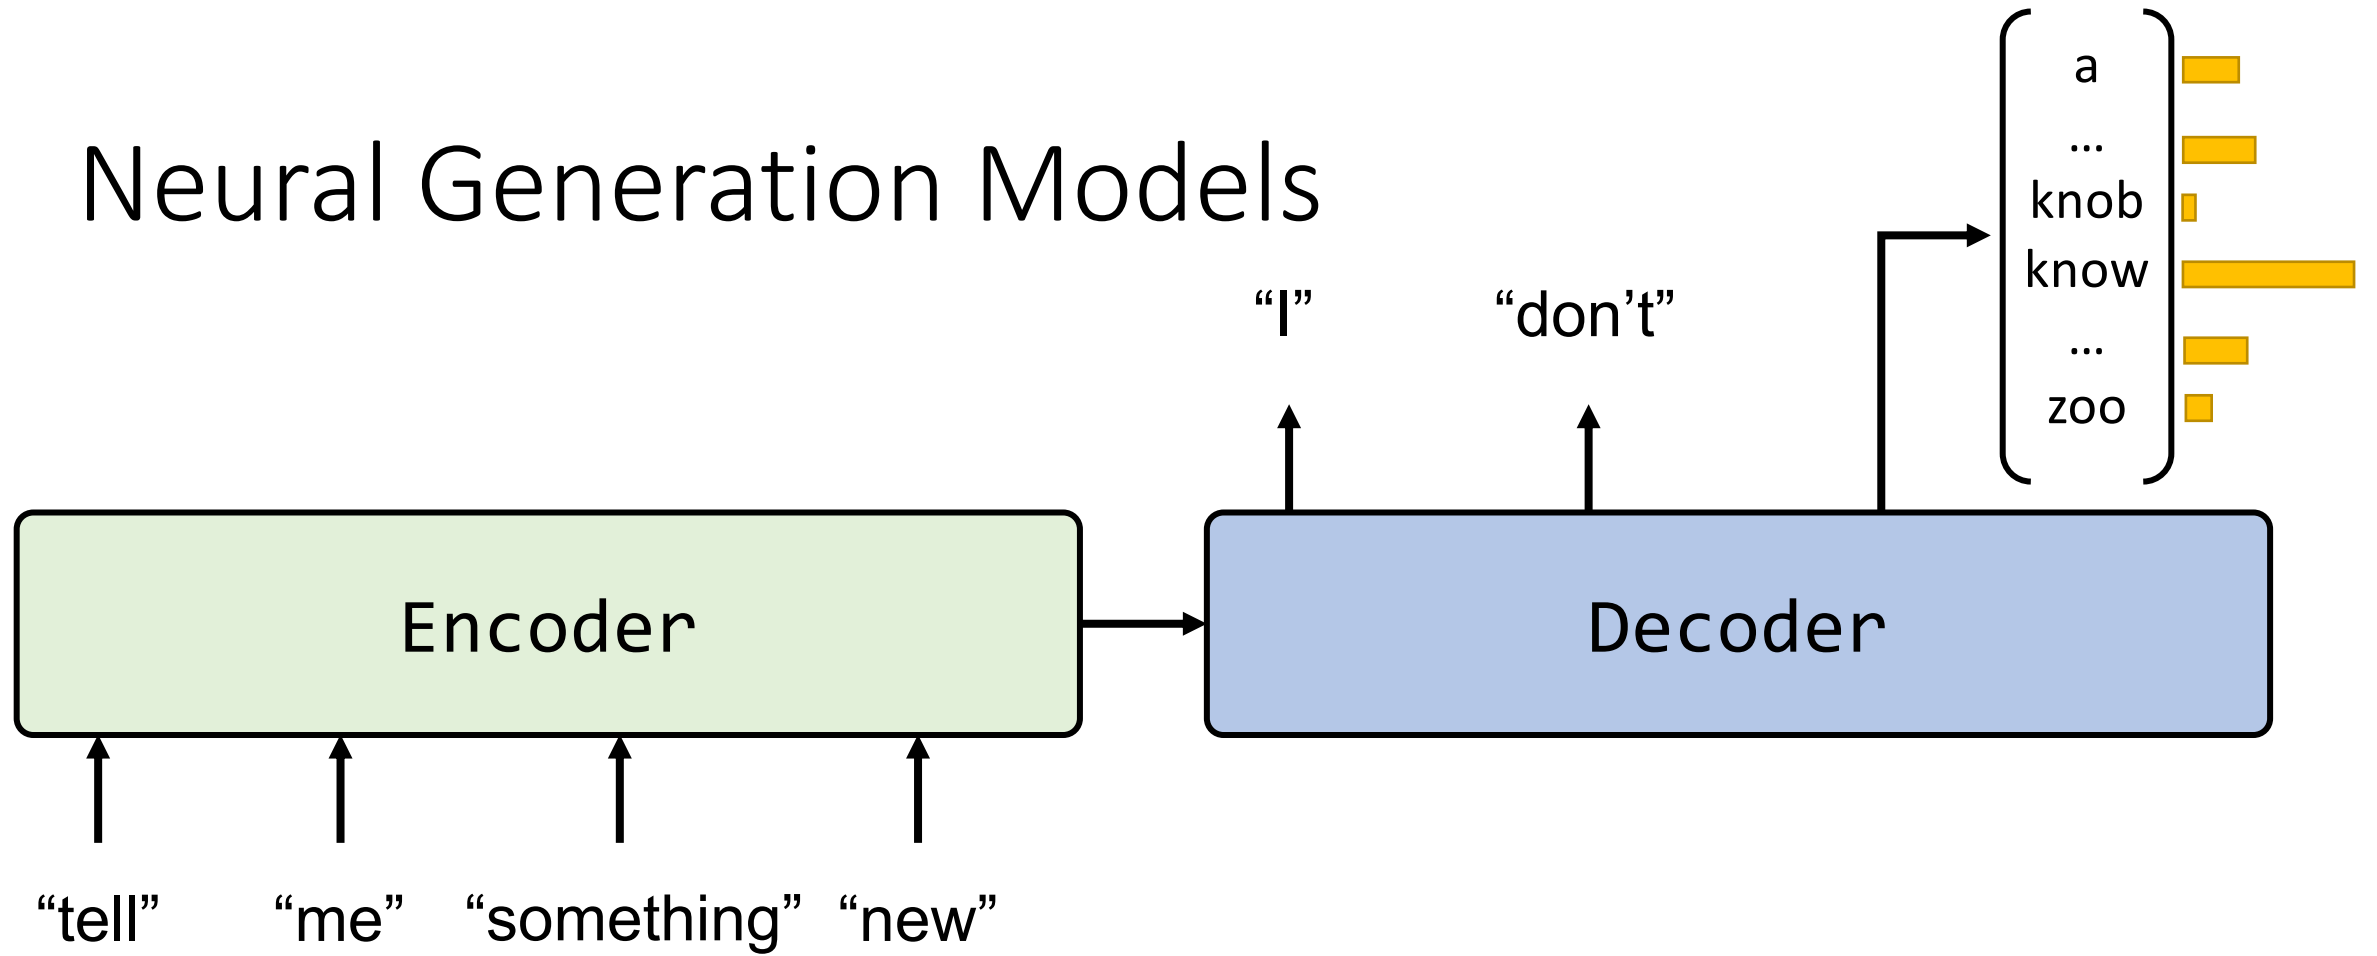 Neural Generation Models
a
...
knob
know
...
zoo
“I” “don’t”
Encoder
Decoder
“tell” “me” “something” “new”